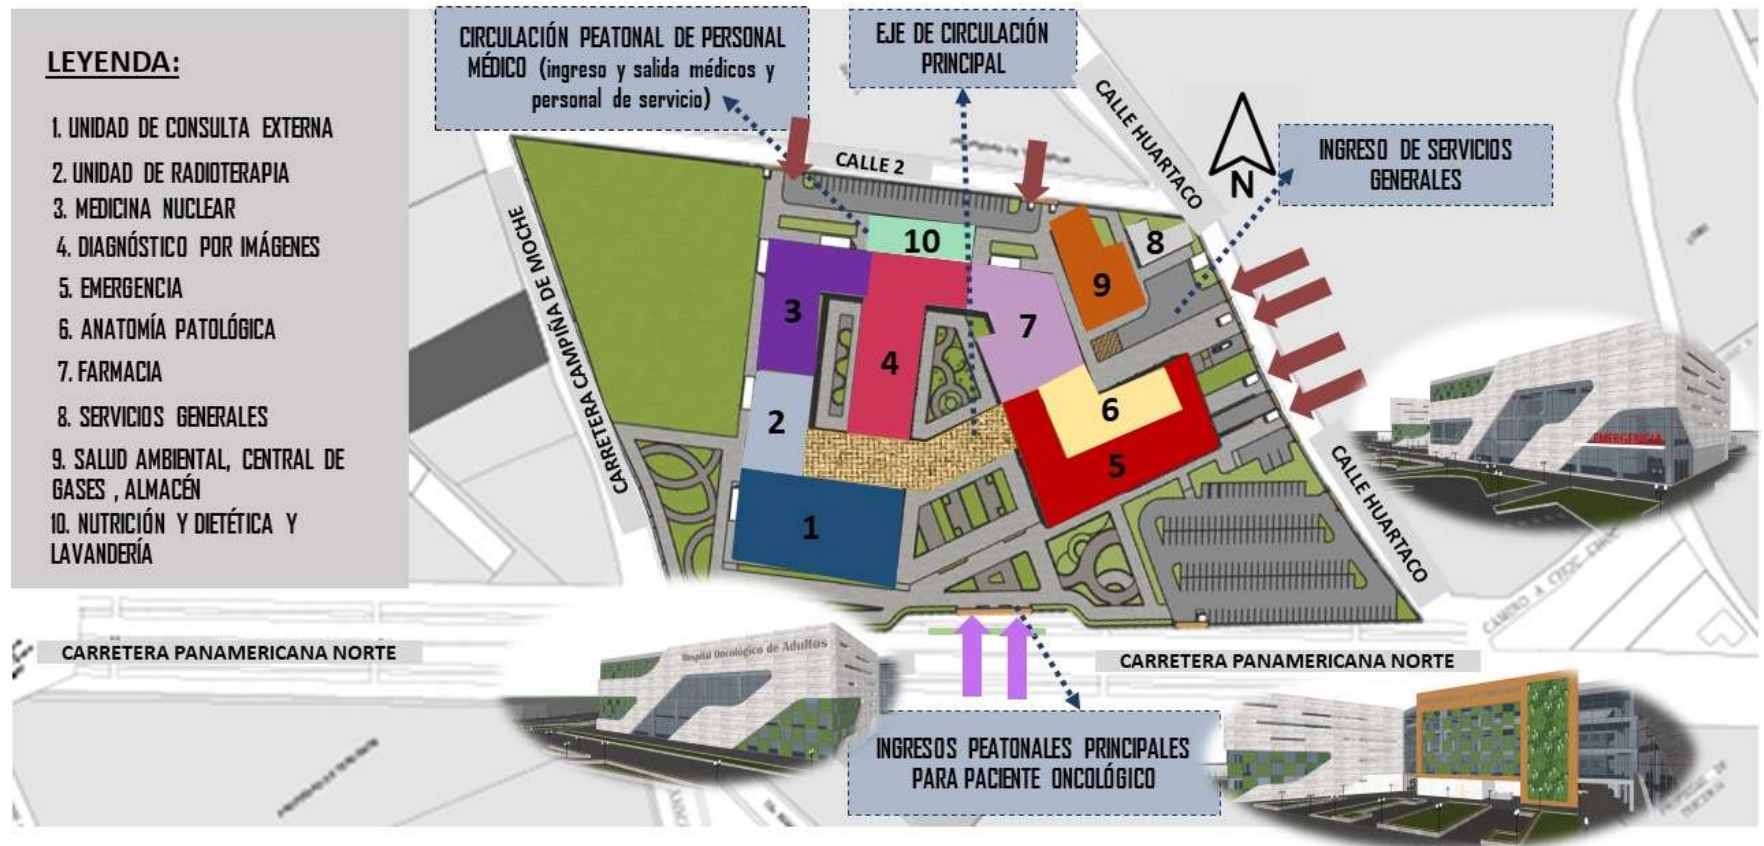 LEYENDA:
1. UNIDAD DE CONSULTA EXTERNA
2. UNIDAD DE RADIOTERAPIA
3. MEDICINA NUCLEAR
4. DIAGNÓSTICO POR IMÁGENES
5. EMERGENCIA
6. ANATOMÍA PATOLÓGICA
7. FARMACIA
8. SERVICIOS GENERALES
9. SALUD AMBIENTAL, CENTRAL DE
GASES , ALMACÉN
10. NUTRICIÓN Y DIETÉTICA Y
LAVANDERÍA
CIRCULACIÓN PEATONAL DE PERSONAL
MÉDICO (ingreso y salida médicos y
personal de servicio)
EJE DE CIRCULACIÓN
PRINCIPAL
CALLE HUARTACO
N
INGRESO DE SERVICIOS
GENERALES
CALLE 2
CARRETERA CAMPIÑA DE MOCHE
10
8
9
3
7
4
6
2
5
1
EMERGENCIA
CALLE HUARTACO
CAMINO A CHOC CHOC
CARRETERA PANAMERICANA NORTE
Hospital Oncológico de Adultos
CARRETERA PANAMERICANA NORTE
INGRESOS PEATONALES PRINCIPALES
PARA PACIENTE ONCOLÓGICO